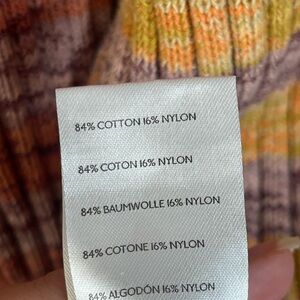 84% COTTON 16% NYLON
84% COTON 16% NYLON
84% BAUMWOLLE 16% NYLON
84% COTONE 16% NYLON
84% ALGODÓN 16% NYLON